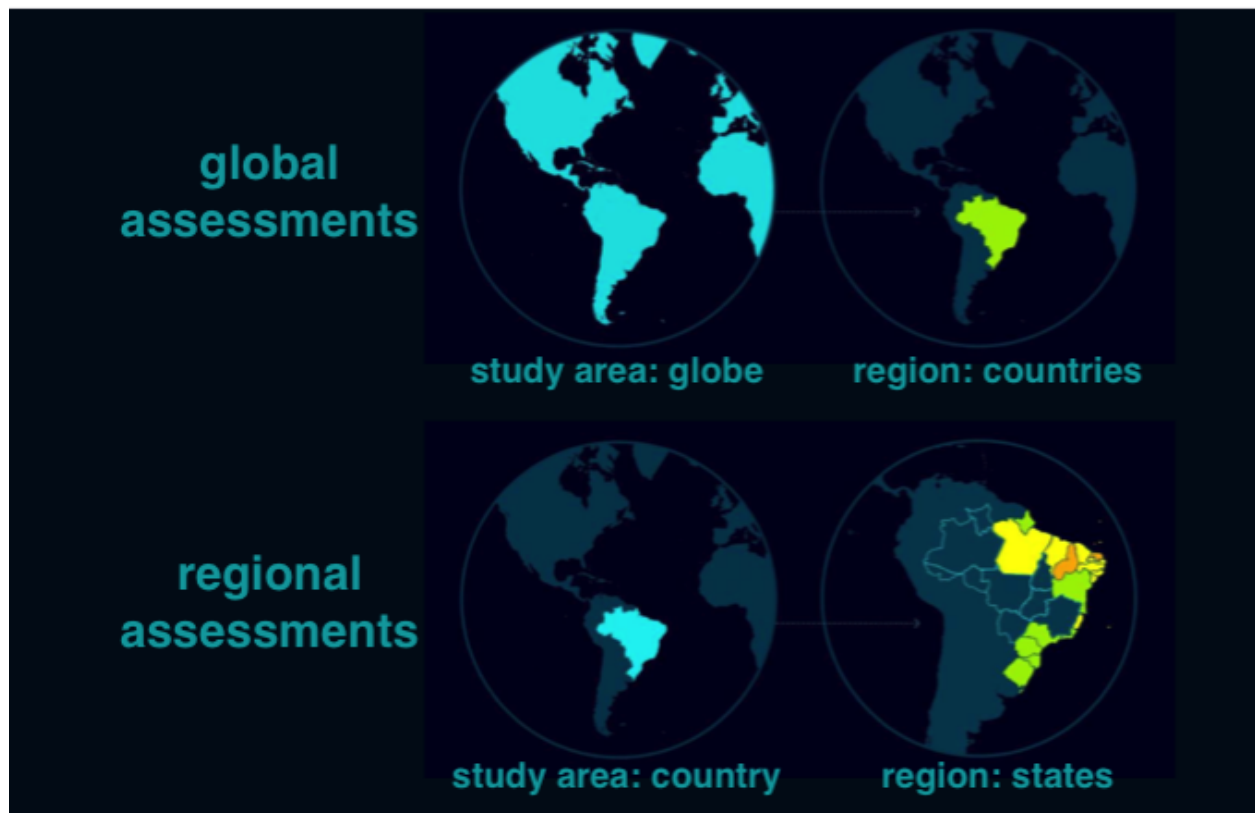 global
assessments
study area: globe
region: countries
regional
assessments
study area: country
region: states